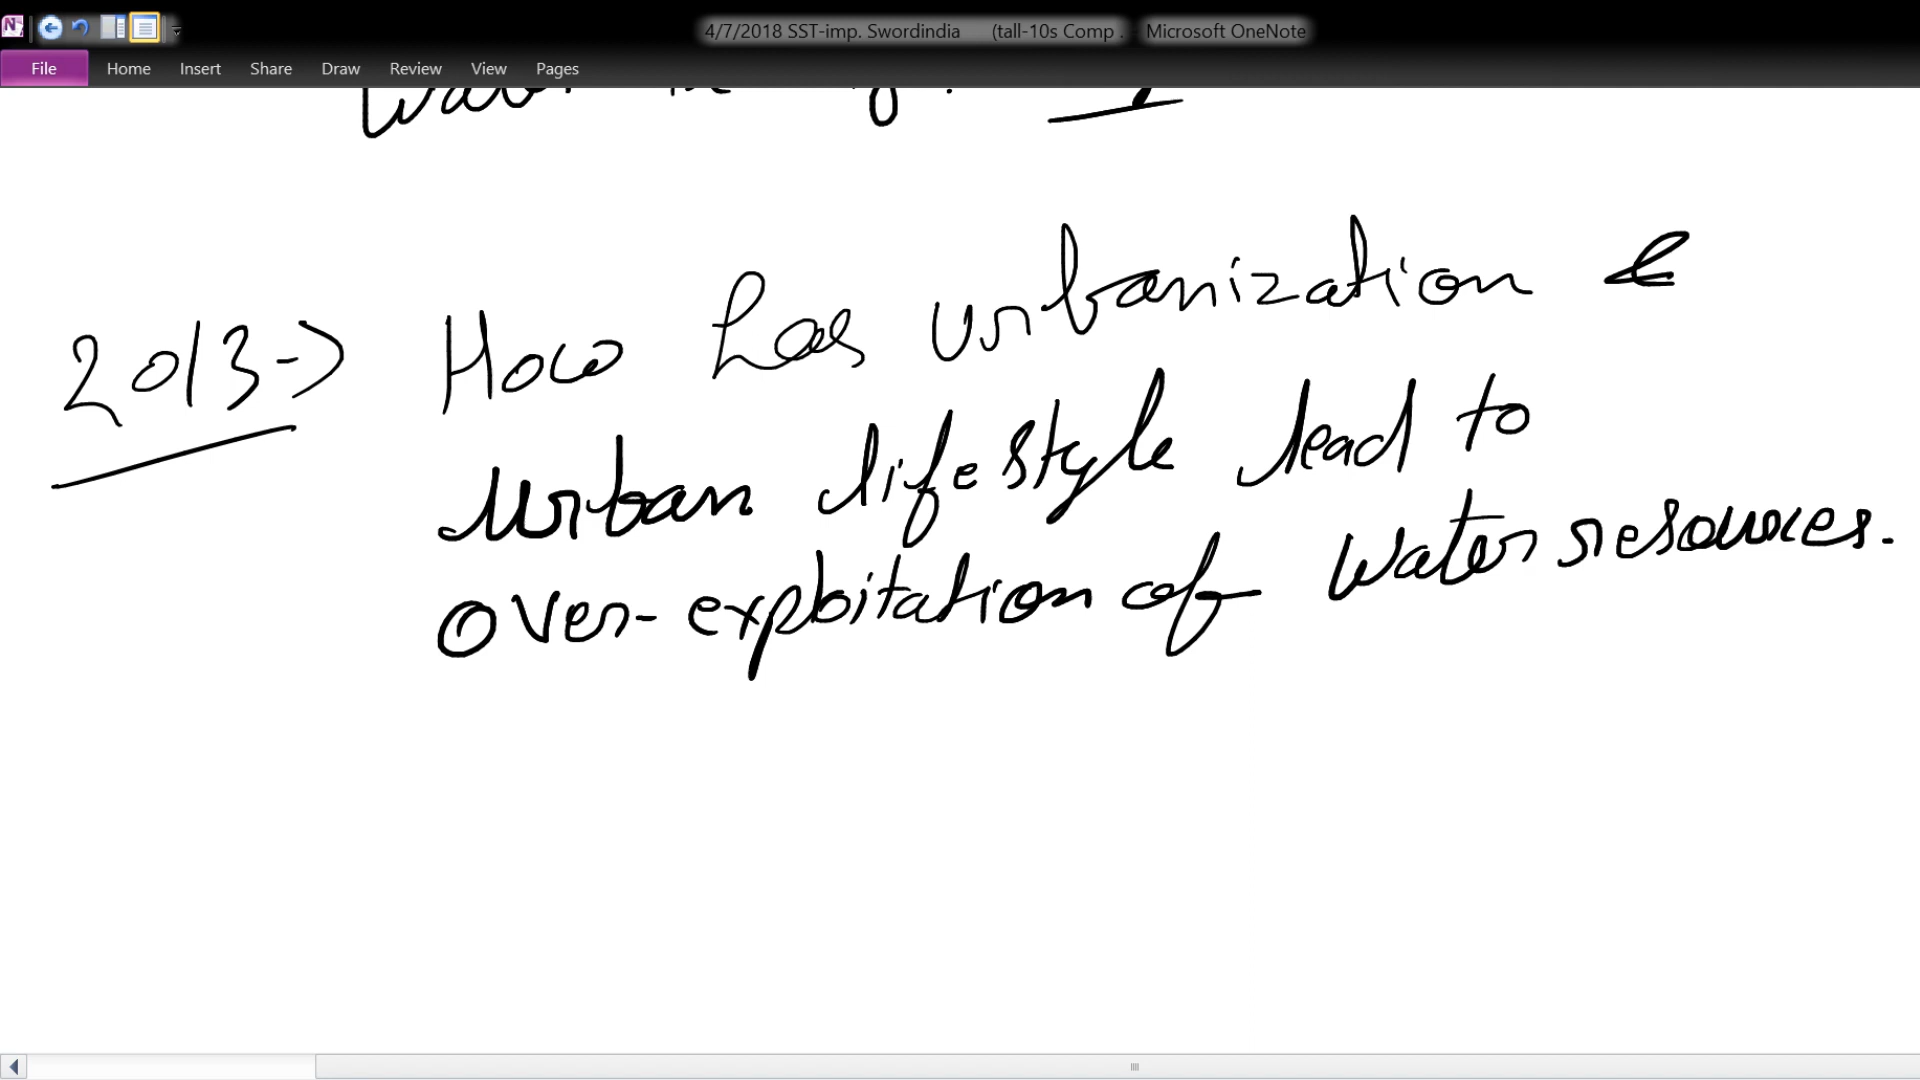 4/7/2018 SST-imp. Swordindia (tall-10s Comp . - Microsoft OneNote
File Home Insert Share Draw Review View Pages
Water
2013-> How has urbanization &
urban lifestyle lead to
over-exploitation of water resources.